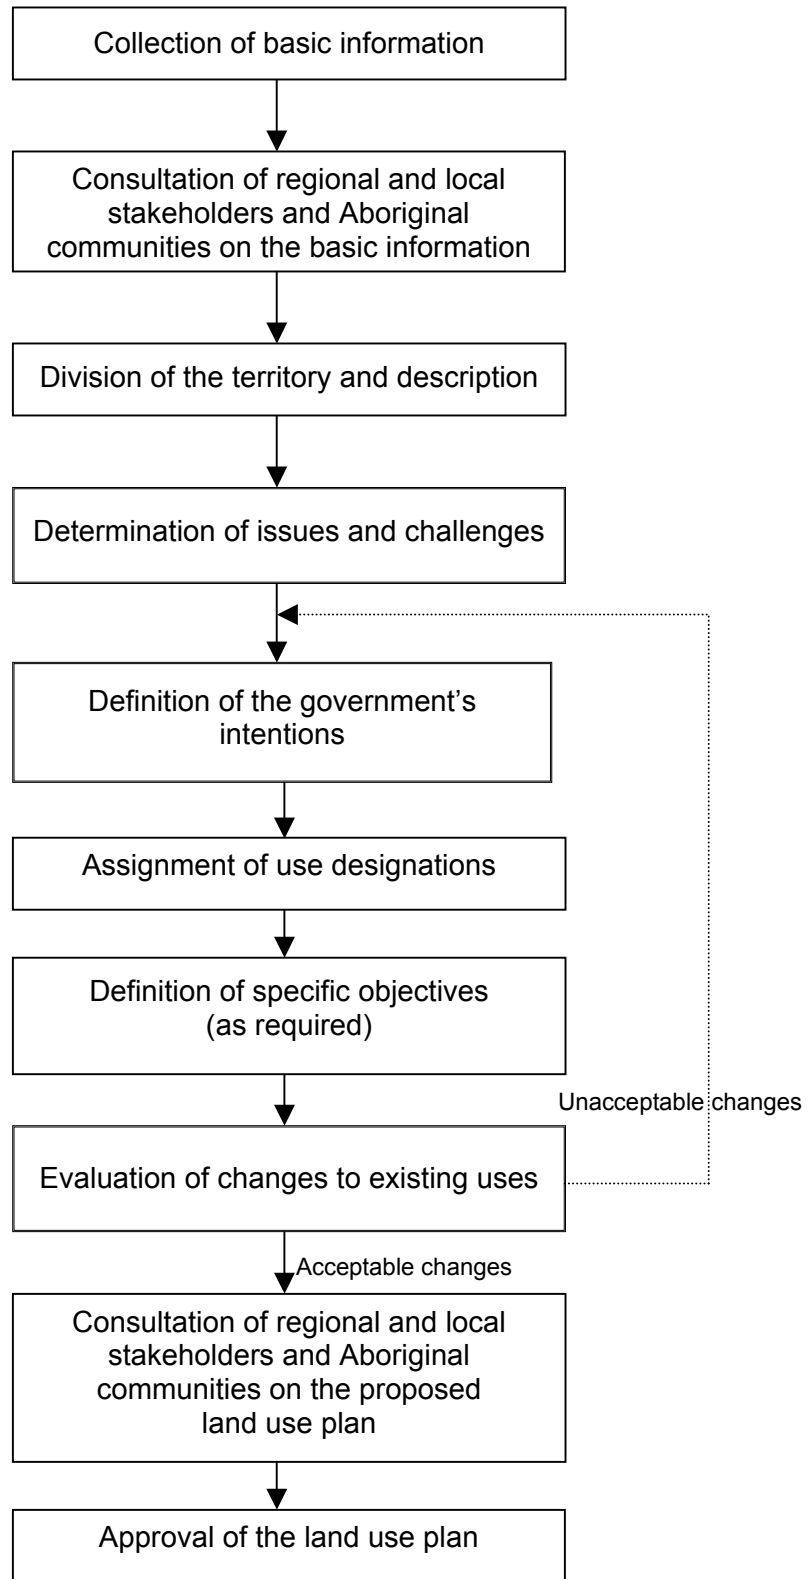 Collection of basic information
Consultation of regional and local
stakeholders and Aboriginal
communities on the basic information
Division of the territory and description
Determination of issues and challenges
Definition of the government’s
intentions
Assignment of use designations
Definition of specific objectives
(as required)
Unacceptable changes
Evaluation of changes to existing uses
Acceptable changes
Consultation of regional and local
stakeholders and Aboriginal
communities on the proposed
land use plan
Approval of the land use plan